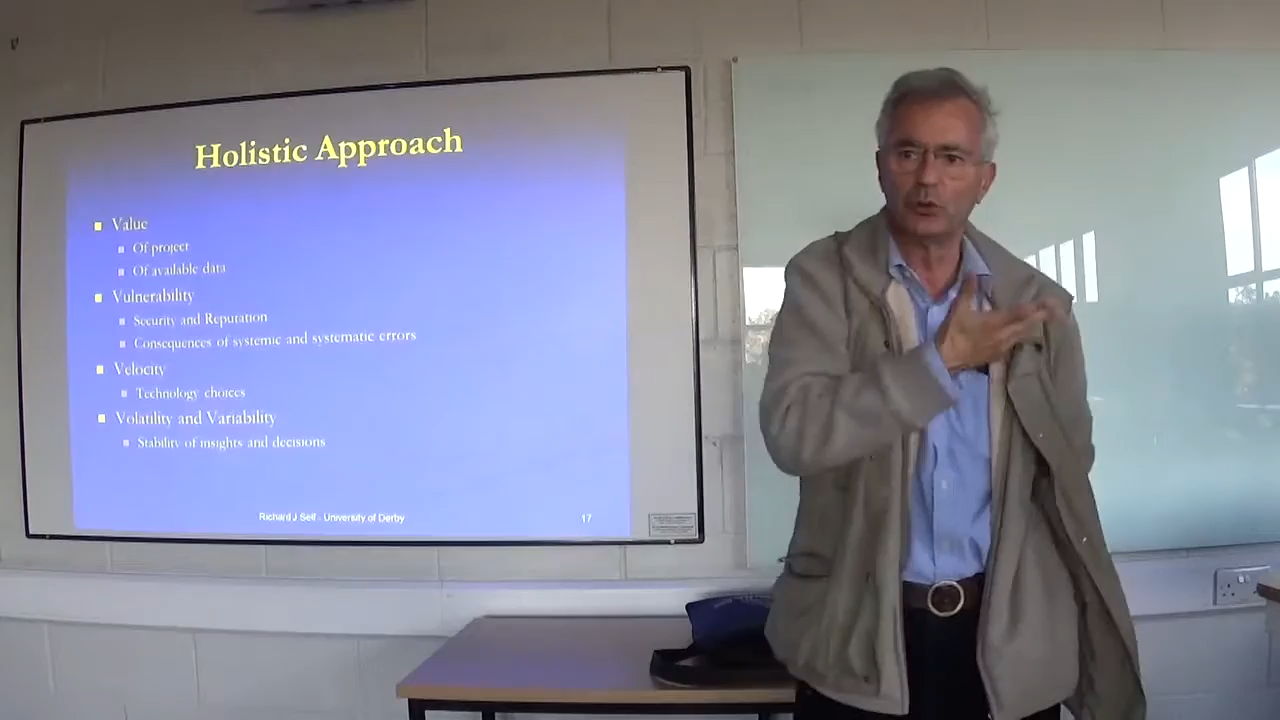 Holistic Approach
Value
Of project
Of available data
Vulnerability
Security and Reputation
Consequences of systemic and systematic errors
Velocity
Technology choices
Volatility and Variability
Stability of insights and decisions
Richard J Self - University of Derby
17